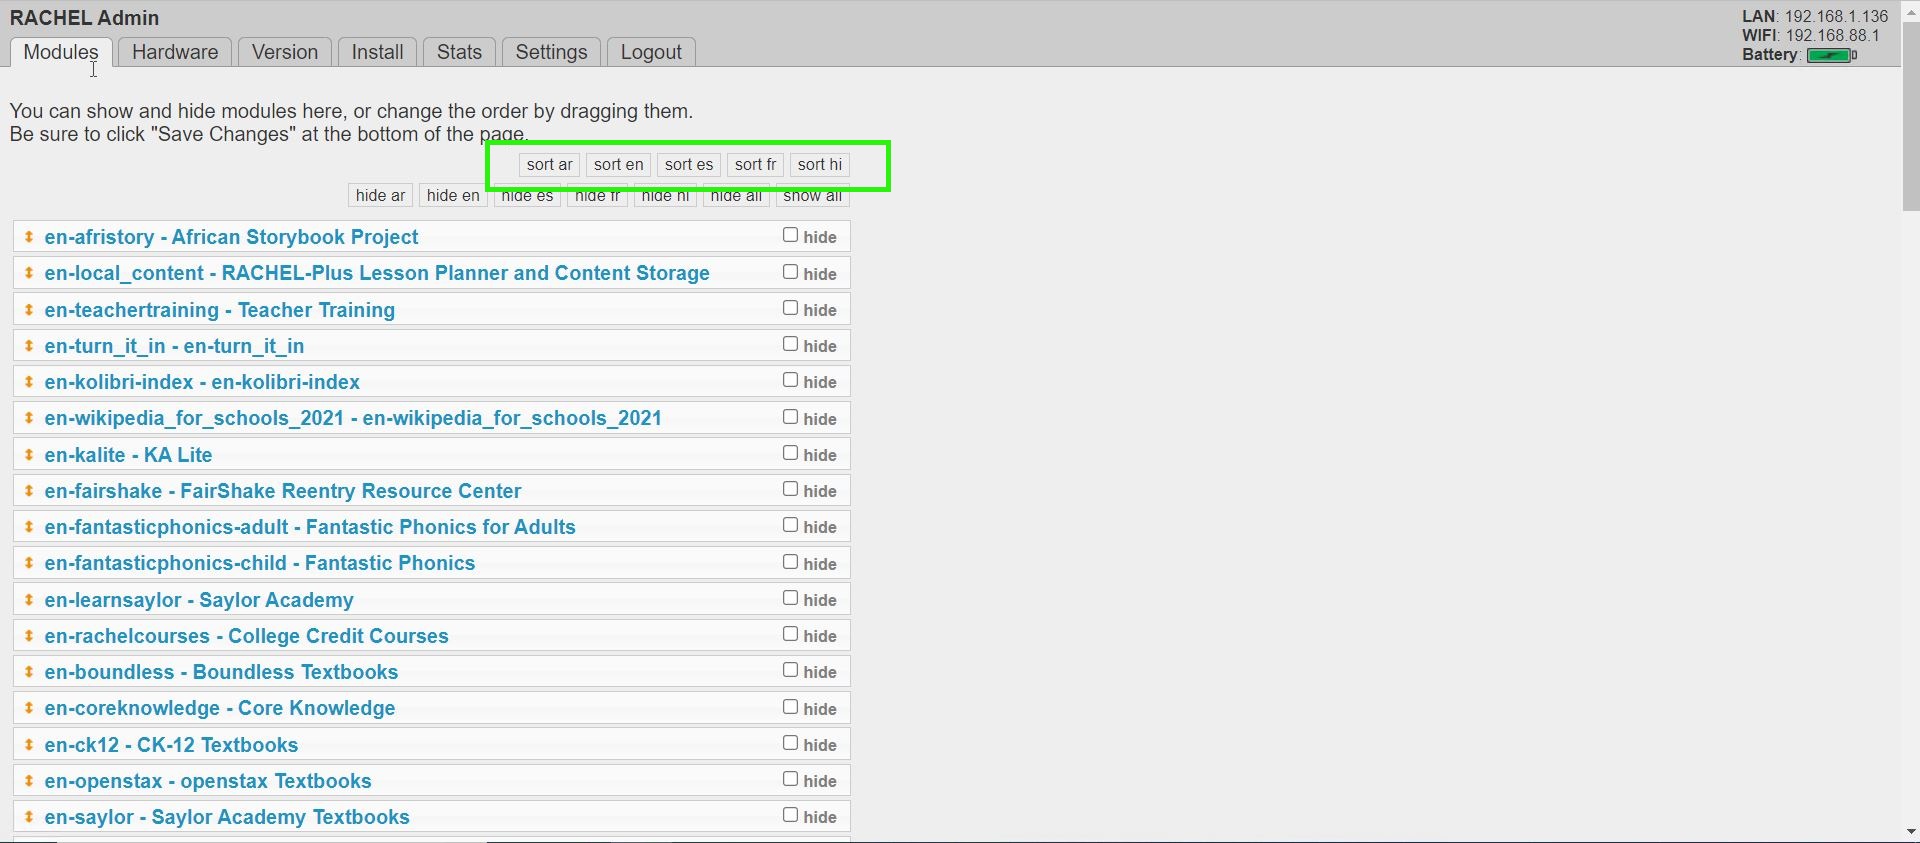 RACHEL Admin
LAN: 192.168.1.136
WIFI: 192.168.88.1
Battery:
Modules Hardware Version Install Stats Settings Logout
You can show and hide modules here, or change the order by dragging them.
Be sure to click "Save Changes" at the bottom of the page.
sort ar sort en sort es sort fr sort hi
hide ar hide en hide es hide fr hide hi hide all show all
en-afristory - African Storybook Project hide
en-local_content - RACHEL-Plus Lesson Planner and Content Storage hide
en-teachertraining - Teacher Training hide
en-turn_it_in - en-turn_it_in hide
en-kolibri-index - en-kolibri-index hide
en-wikipedia_for_schools_2021 - en-wikipedia_for_schools_2021 hide
en-kalite - KA Lite hide
en-fairshake - FairShake Reentry Resource Center hide
en-fantasticphonics-adult - Fantastic Phonics for Adults hide
en-fantasticphonics-child - Fantastic Phonics hide
en-learnsaylor - Saylor Academy hide
en-rachelcourses - College Credit Courses hide
en-boundless - Boundless Textbooks hide
en-coreknowledge - Core Knowledge hide
en-ck12 - CK-12 Textbooks hide
en-openstax - openstax Textbooks hide
en-saylor - Saylor Academy Textbooks hide